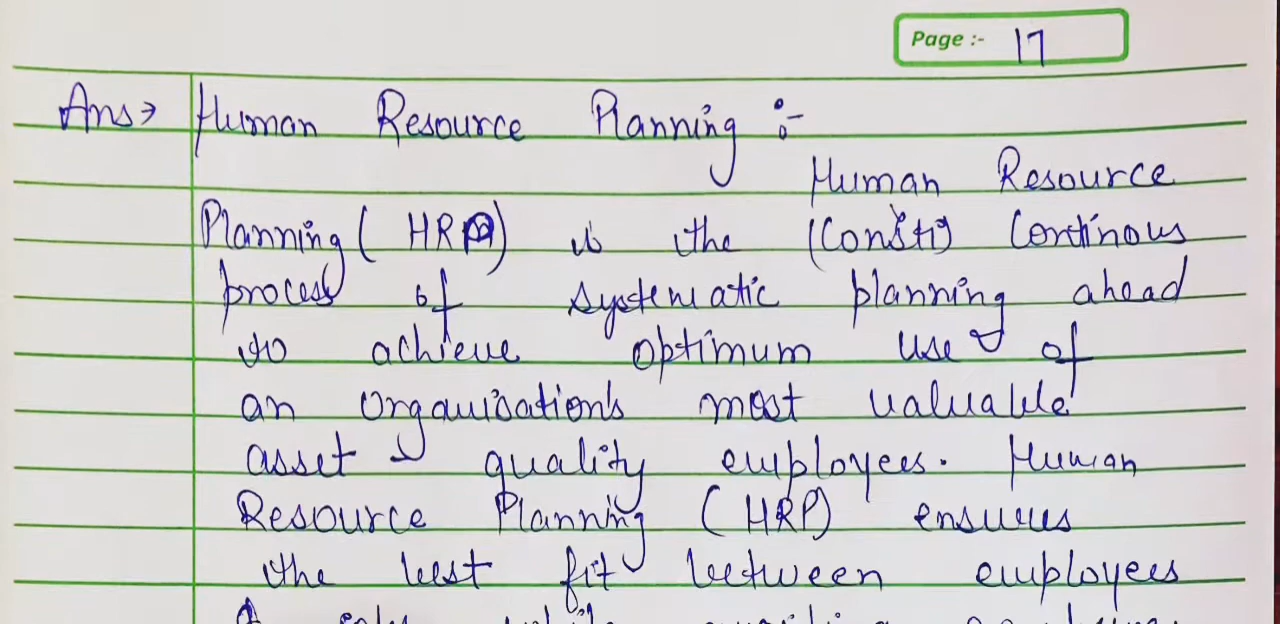 Page :- 17
Ans→ Human Resource Planning :-
Human Resource
Planning (HRP) is the (Consti) Continous
process of systematic planning ahead
to achieve optimum use of
an organisation's most valuable
asset quality employees. Human
Resource Planning (HRP) ensures
the best fit between employees